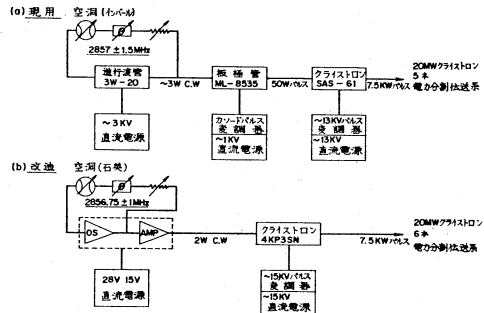 (a) 現用 空洞(インバール)
θ
2857±1.5MHz
進行波管
3W-20
~3W C.W
板極管
ML-8535
50Wパルス
クライストロン
SAS-61
7.5KWパルス
20MWクライストロン
5本
電力分割伝送系
~3KV
直流電源
カソードパルス
変調器
~1KV
直流電源
~13KVパルス
変調器
~13KV
直流電源
(b) 改造 空洞(石英)
θ
2856.75±1MHz
OS
AMP
2W C.W
クライストロン
4KP3SN
7.5KWパルス
20MWクライストロン
6本
電力分割伝送系
28V 15V
直流電源
~15KVパルス
変調器
~15KV
直流電源